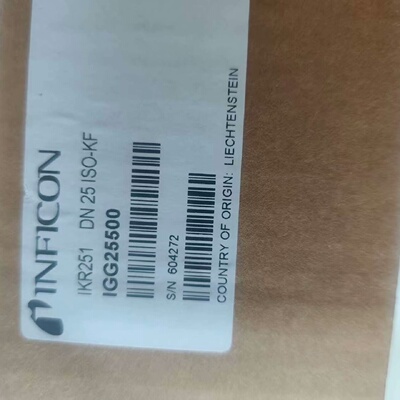 INFICON
IKR251 DN 25 ISO-KF
IGG25500
S/N 604272
COUNTRY OF ORIGIN: LIECHTENSTEIN